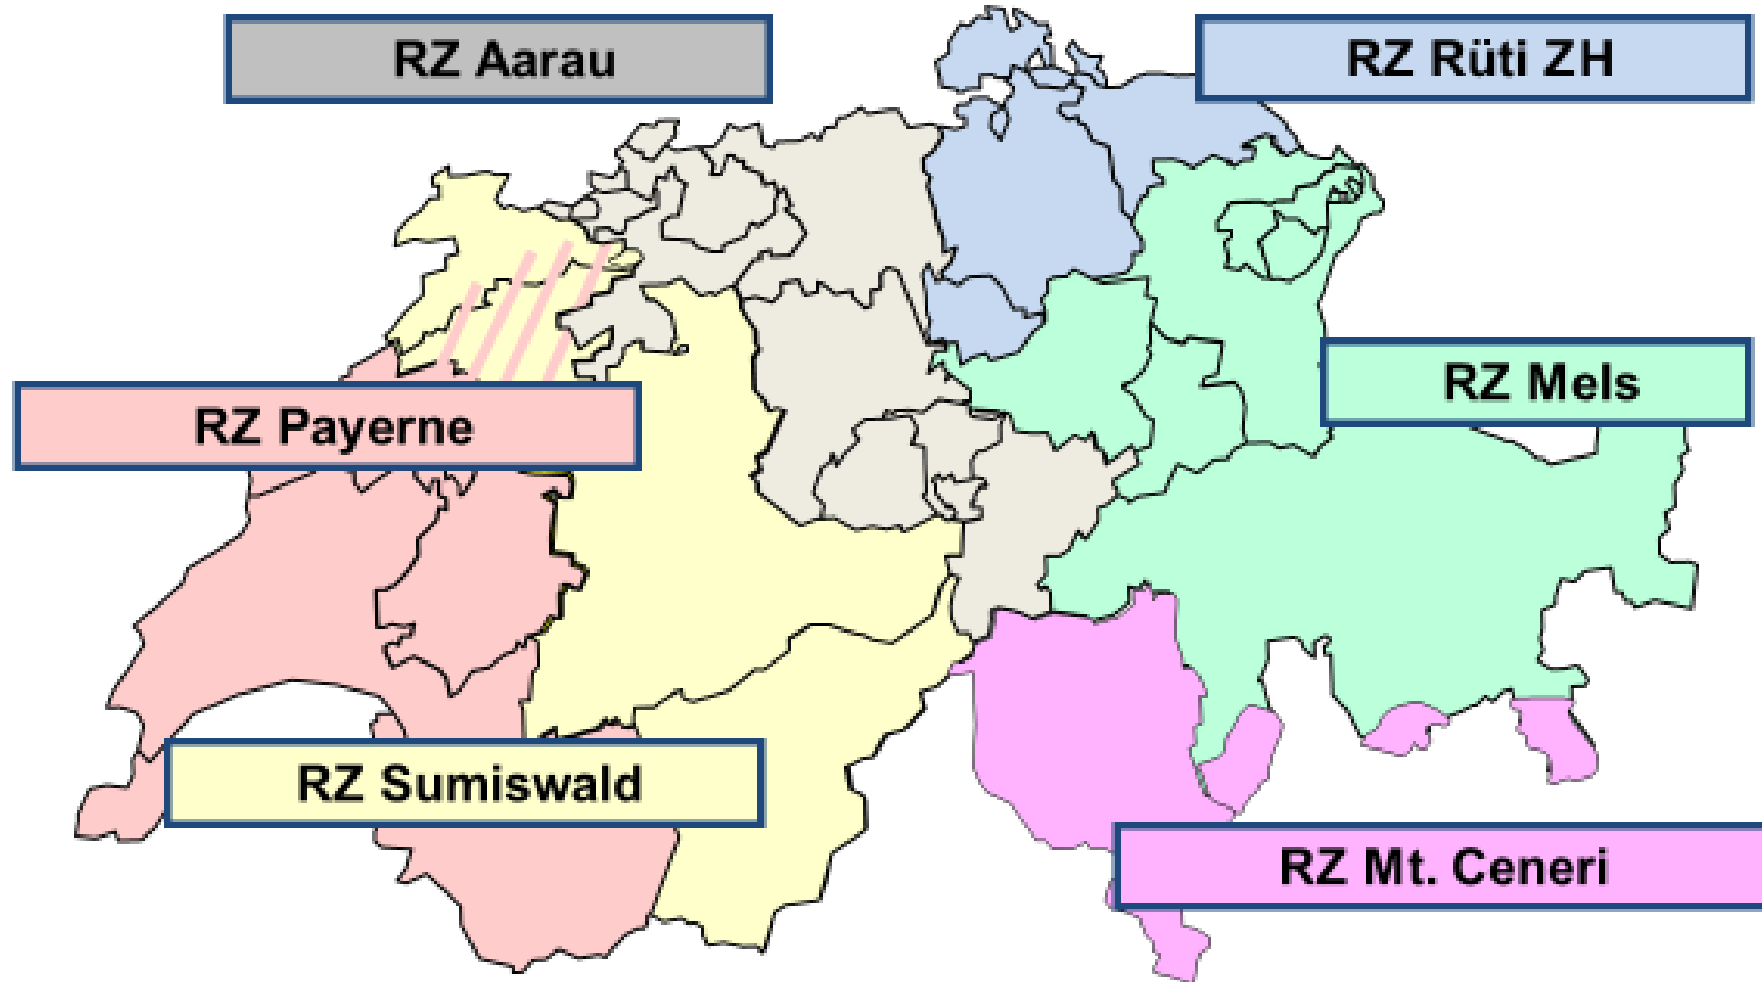 RZ Aarau
RZ Rüti ZH
RZ Mels
RZ Payerne
RZ Sumiswald
RZ Mt. Ceneri